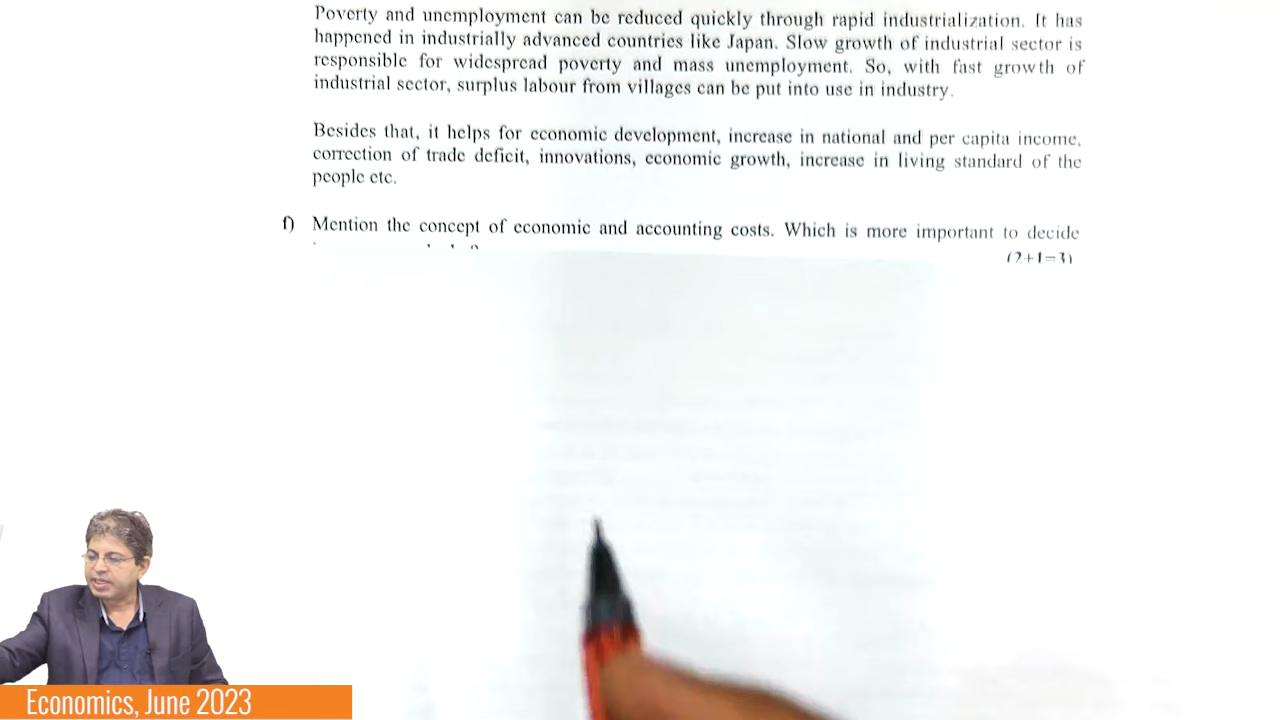 Poverty and unemployment can be reduced quickly through rapid industrialization. It has
happened in industrially advanced countries like Japan. Slow growth of industrial sector is
responsible for widespread poverty and mass unemployment. So, with fast growth of
industrial sector, surplus labour from villages can be put into use in industry.
Besides that, it helps for economic development, increase in national and per capita income,
correction of trade deficit, innovations, economic growth, increase in living standard of the
people etc.
f) Mention the concept of economic and accounting costs. Which is more important to decide
(2+1=3)
Economics, June 2023